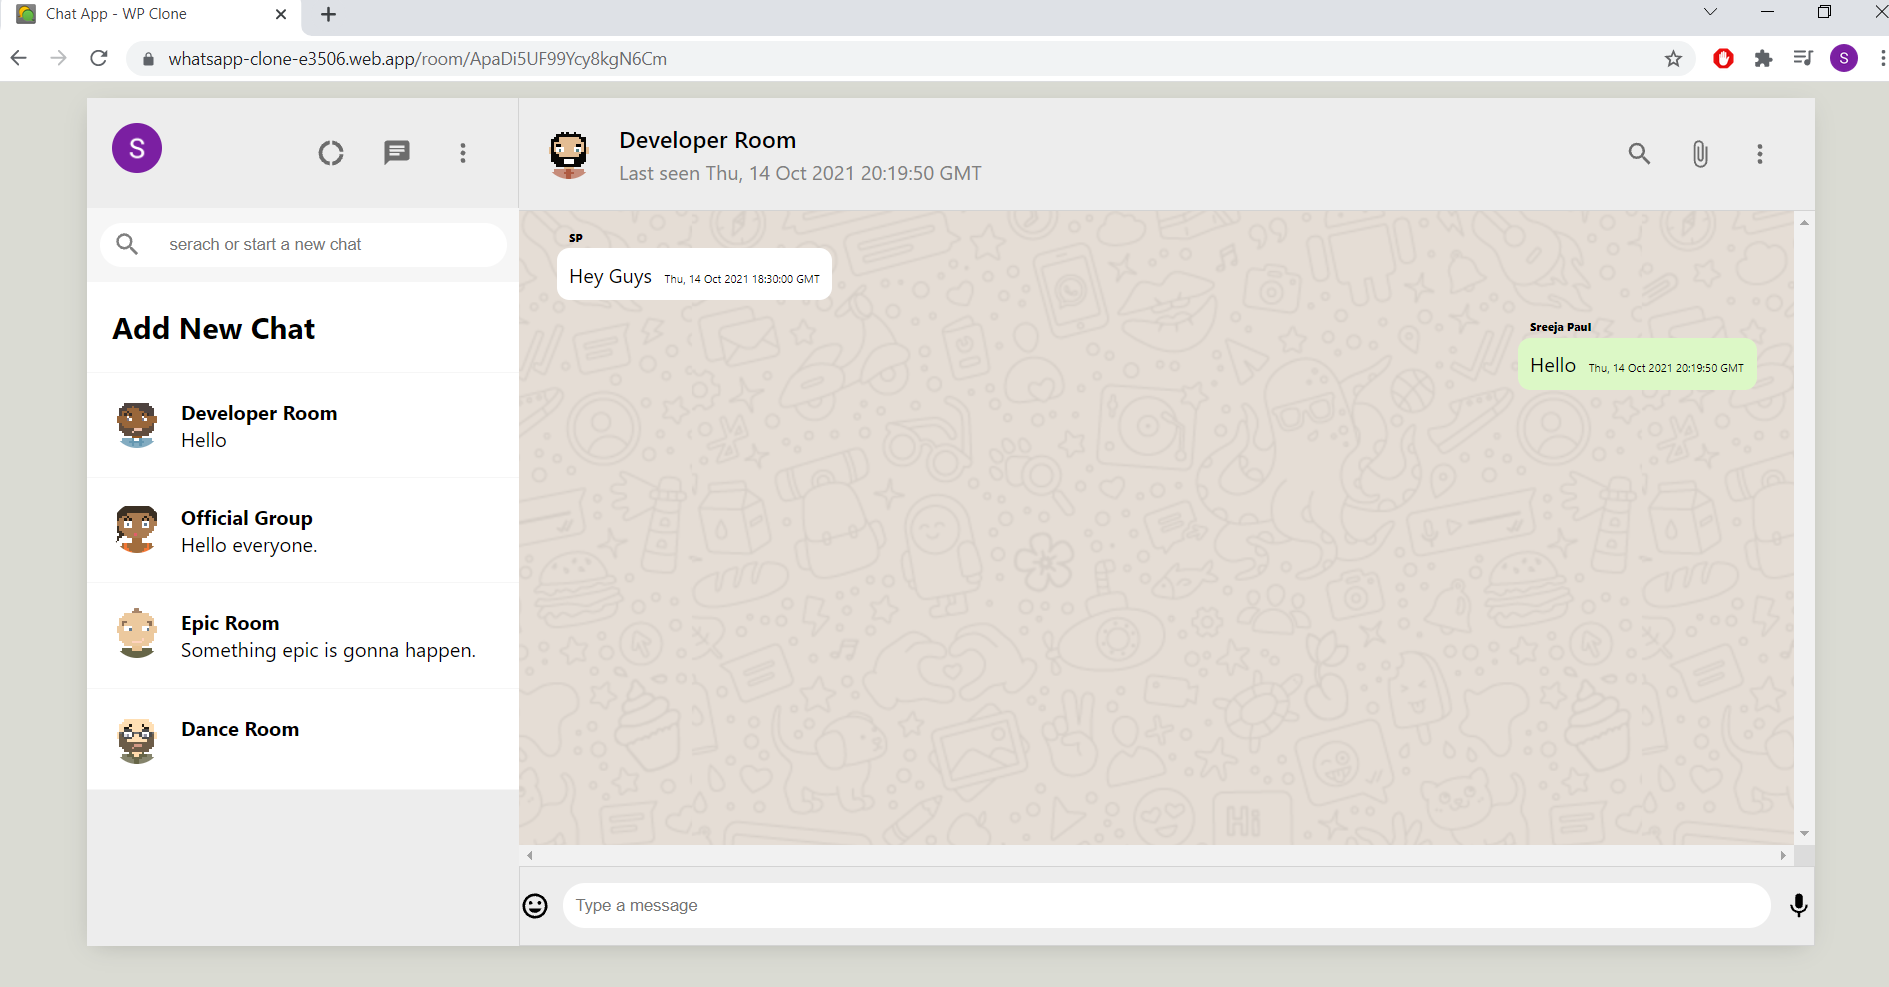 Chat App - WP Clone
whatsapp-clone-e3506.web.app/room/ApaDi5UF99Ycy8kgN6Cm
S
S
Developer Room
Last seen Thu, 14 Oct 2021 20:19:50 GMT
serach or start a new chat
Add New Chat
Developer Room
Hello
Official Group
Hello everyone.
Epic Room
Something epic is gonna happen.
Dance Room
SP
Hey Guys Thu, 14 Oct 2021 18:30:00 GMT
Sreeja Paul
Hello Thu, 14 Oct 2021 20:19:50 GMT
Hi
Type a message